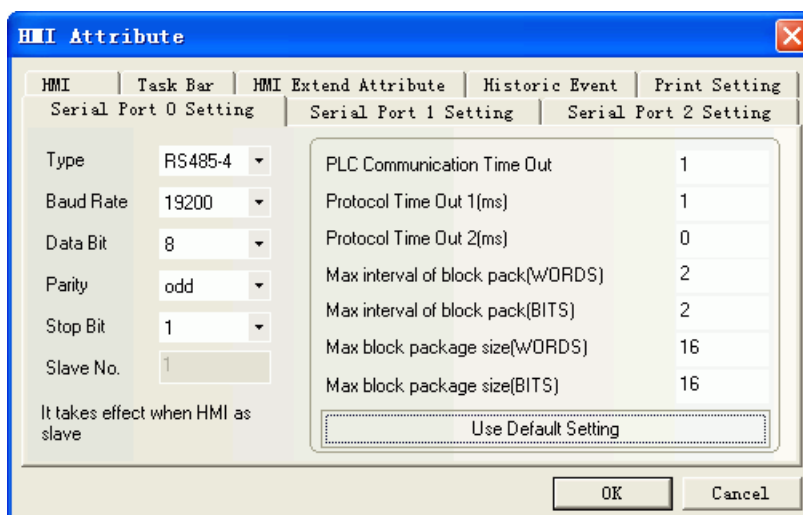 HMI Attribute
HMI Task Bar HMI Extend Attribute Historic Event Print Setting
Serial Port 0 Setting Serial Port 1 Setting Serial Port 2 Setting
Type RS485-4
Baud Rate 19200
Data Bit 8
Parity odd
Stop Bit 1
Slave No. 1
It takes effect when HMI as
slave
PLC Communication Time Out 1
Protocol Time Out 1(ms) 1
Protocol Time Out 2(ms) 0
Max interval of block pack(WORDS) 2
Max interval of block pack(BITS) 2
Max block package size(WORDS) 16
Max block package size(BITS) 16
Use Default Setting
OK Cancel